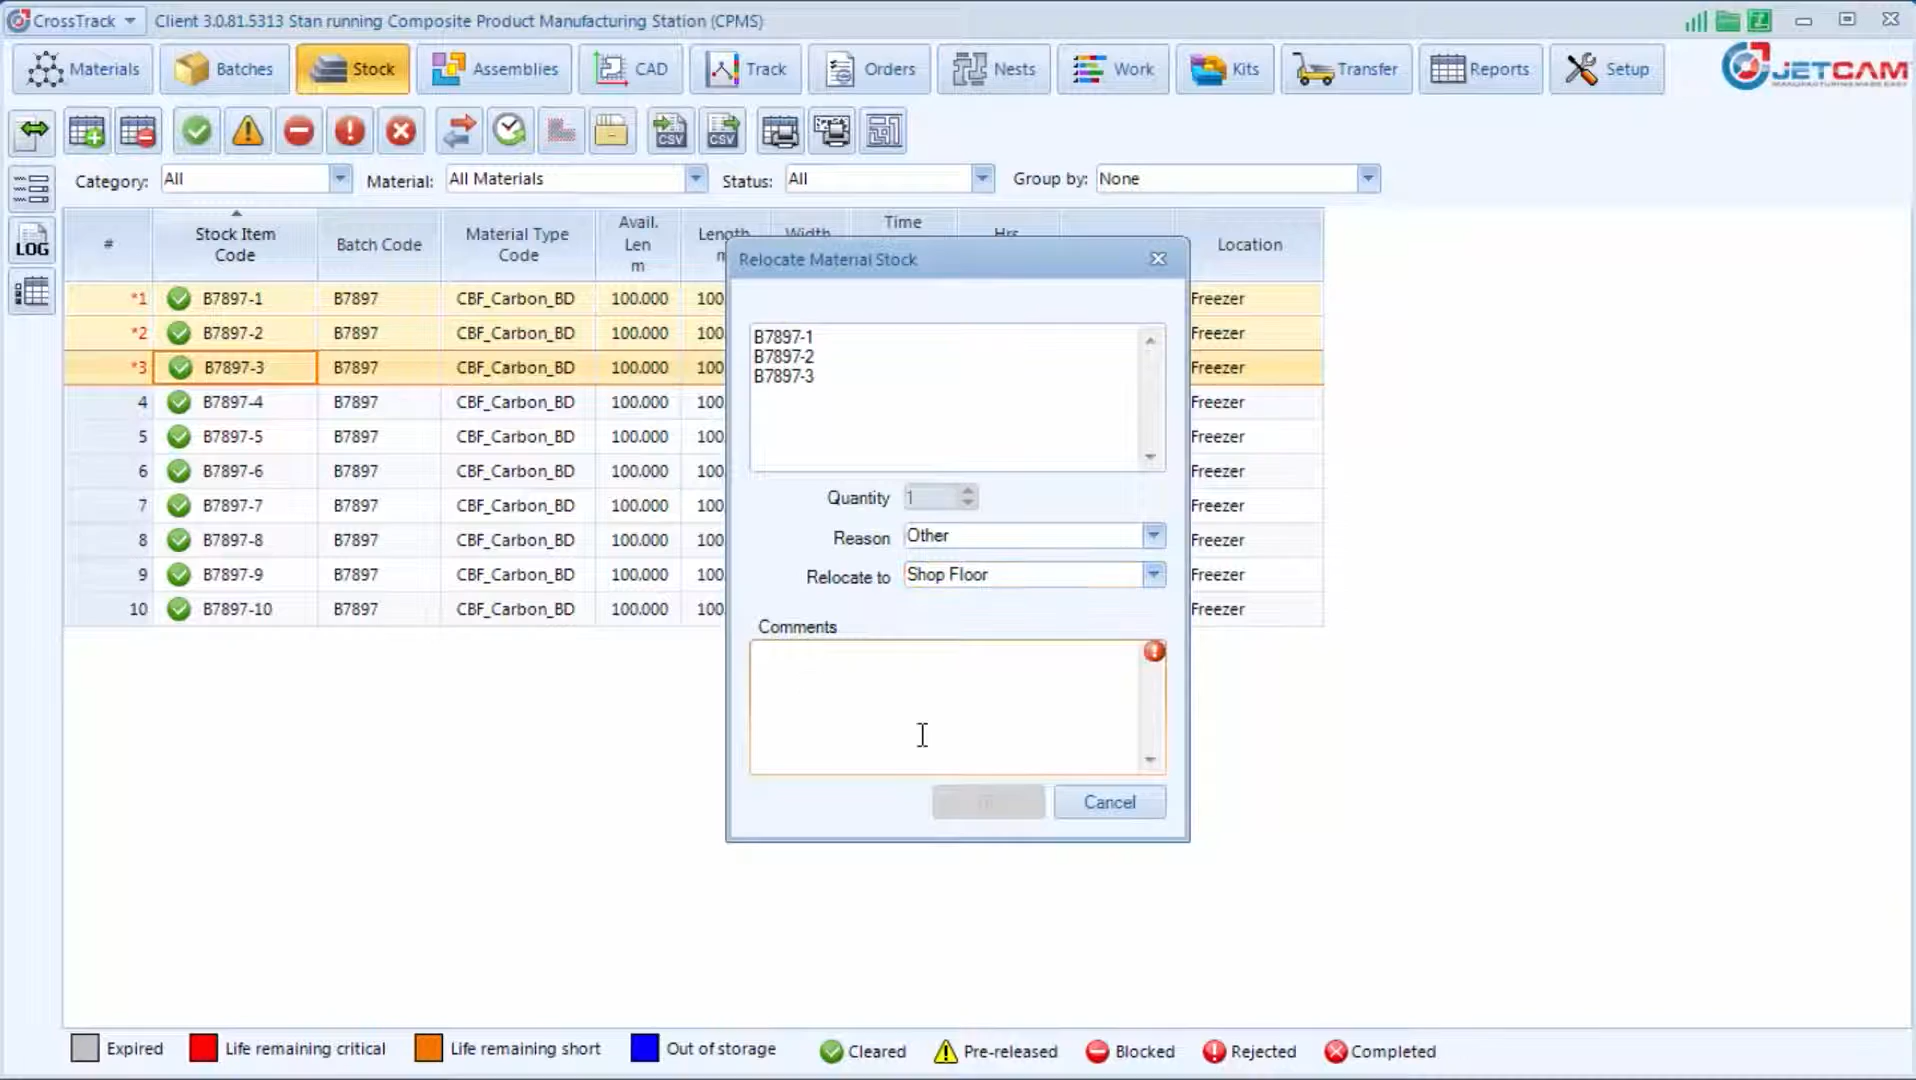 CrossTrack Client 3.0.81.5313 Stan running Composite Product Manufacturing Station (CPMS)
Materials Batches Stock Assemblies CAD Track Orders Nests Work Kits Transfer Reports Setup JETCAM
CSV CSV
Category: All Material: All Materials Status: All Group by: None
LOG
# Stock Item Code Batch Code Material Type Code Avail. Len m Length Width Time Hrs Location
*1 B7897-1 B7897 CBF_Carbon_BD 100.000 100. Freezer
*2 B7897-2 B7897 CBF_Carbon_BD 100.000 100. Freezer
*3 B7897-3 B7897 CBF_Carbon_BD 100.000 100. Freezer
4 B7897-4 B7897 CBF_Carbon_BD 100.000 100. Freezer
5 B7897-5 B7897 CBF_Carbon_BD 100.000 100. Freezer
6 B7897-6 B7897 CBF_Carbon_BD 100.000 100. Freezer
7 B7897-7 B7897 CBF_Carbon_BD 100.000 100. Freezer
8 B7897-8 B7897 CBF_Carbon_BD 100.000 100. Freezer
9 B7897-9 B7897 CBF_Carbon_BD 100.000 100. Freezer
10 B7897-10 B7897 CBF_Carbon_BD 100.000 100. Freezer
Relocate Material Stock
B7897-1
B7897-2
B7897-3
Quantity 1
Reason Other
Relocate to Shop Floor
Comments
Cancel
Expired Life remaining critical Life remaining short Out of storage Cleared Pre-released Blocked Rejected Completed